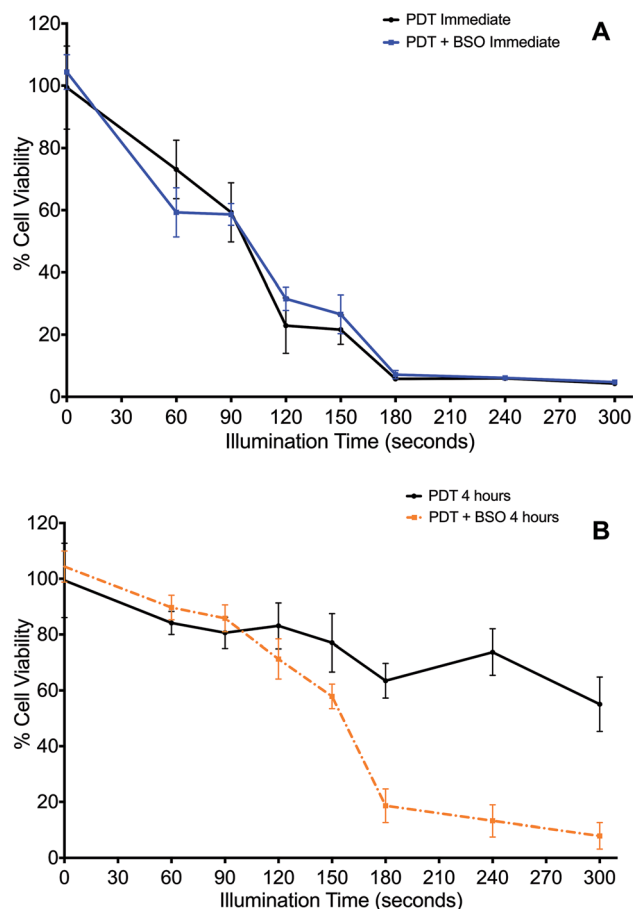 PDT Immediate
PDT + BSO Immediate
A
120
100
80
60
40
20
0
% Cell Viability
0 30 60 90 120 150 180 210 240 270 300
Illumination Time (seconds)
PDT 4 hours
PDT + BSO 4 hours
B
120
100
80
60
40
20
0
% Cell Viability
0 30 60 90 120 150 180 210 240 270 300
Illumination Time (seconds)